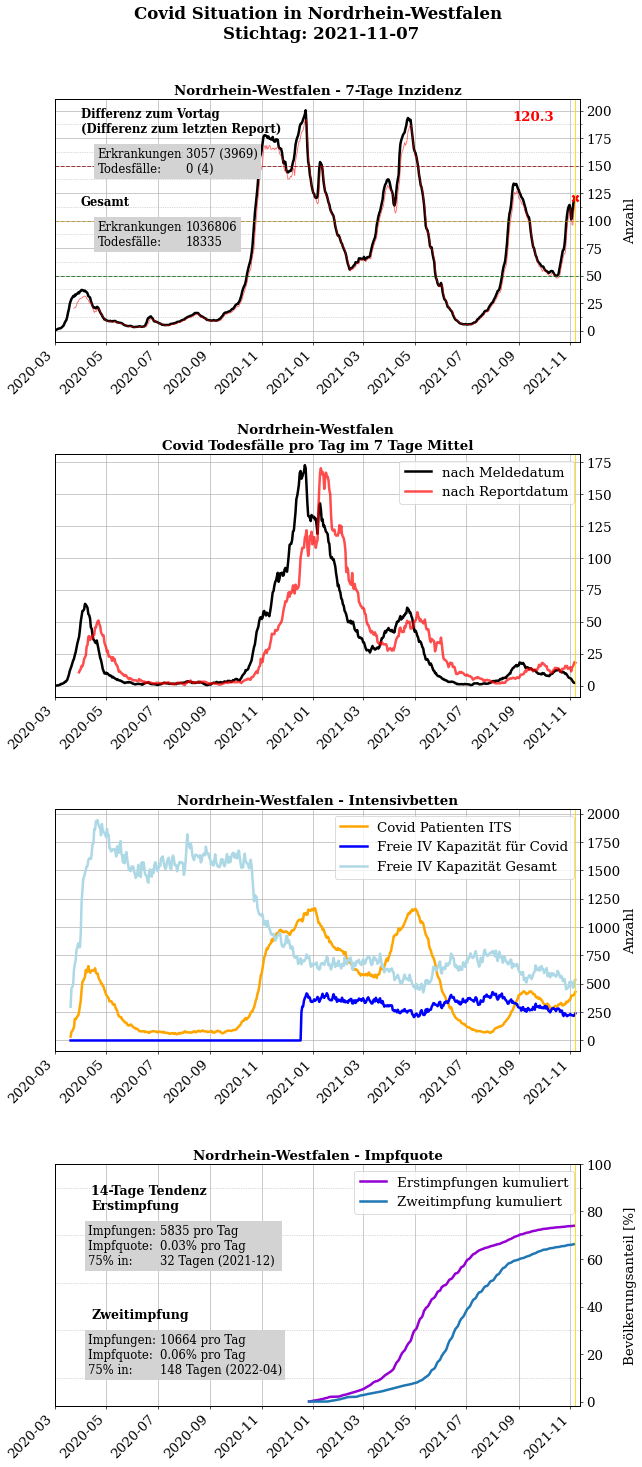 Covid Situation in Nordrhein-Westfalen
Stichtag: 2021-11-07
Nordrhein-Westfalen - 7-Tage Inzidenz
Differenz zum Vortag
(Differenz zum letzten Report)
Erkrankungen 3057 (3969)
Todesfälle: 0 (4)
Gesamt
Erkrankungen 1036806
Todesfälle: 18335
120.3
200
175
150
125
100
75
50
25
0
Anzahl
2020-03
2020-05
2020-07
2020-09
2020-11
2021-01
2021-03
2021-05
2021-07
2021-09
2021-11
Nordrhein-Westfalen
Covid Todesfälle pro Tag im 7 Tage Mittel
nach Meldedatum
nach Reportdatum
175
150
125
100
75
50
25
0
2020-03
2020-05
2020-07
2020-09
2020-11
2021-01
2021-03
2021-05
2021-07
2021-09
2021-11
Nordrhein-Westfalen - Intensivbetten
Covid Patienten ITS
Freie IV Kapazität für Covid
Freie IV Kapazität Gesamt
2000
1750
1500
1250
1000
750
500
250
0
Anzahl
2020-03
2020-05
2020-07
2020-09
2020-11
2021-01
2021-03
2021-05
2021-07
2021-09
2021-11
Nordrhein-Westfalen - Impfquote
14-Tage Tendenz
Erstimpfung
Impfungen: 5835 pro Tag
Impfquote: 0.03% pro Tag
75% in: 32 Tagen (2021-12)
Zweitimpfung
Impfungen: 10664 pro Tag
Impfquote: 0.06% pro Tag
75% in: 148 Tagen (2022-04)
Erstimpfungen kumuliert
Zweitimpfung kumuliert
100
80
60
40
20
0
Bevölkerungsanteil [%]
2020-03
2020-05
2020-07
2020-09
2020-11
2021-01
2021-03
2021-05
2021-07
2021-09
2021-11